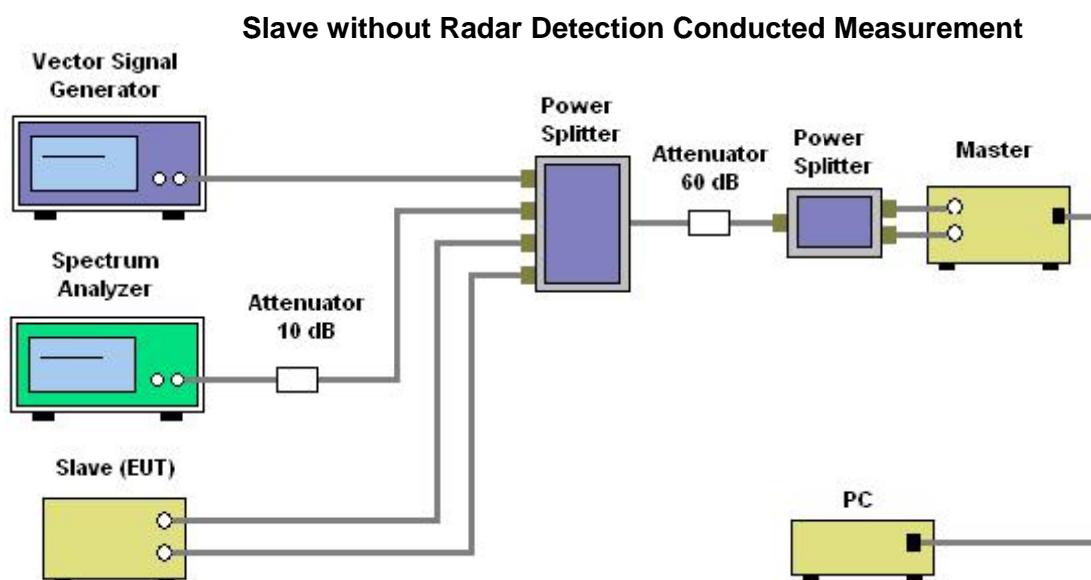 Slave without Radar Detection Conducted Measurement
Vector Signal
Generator
Power
Splitter
Attenuator
60 dB
Power
Splitter
Master
Spectrum
Analyzer
Attenuator
10 dB
Slave (EUT)
PC